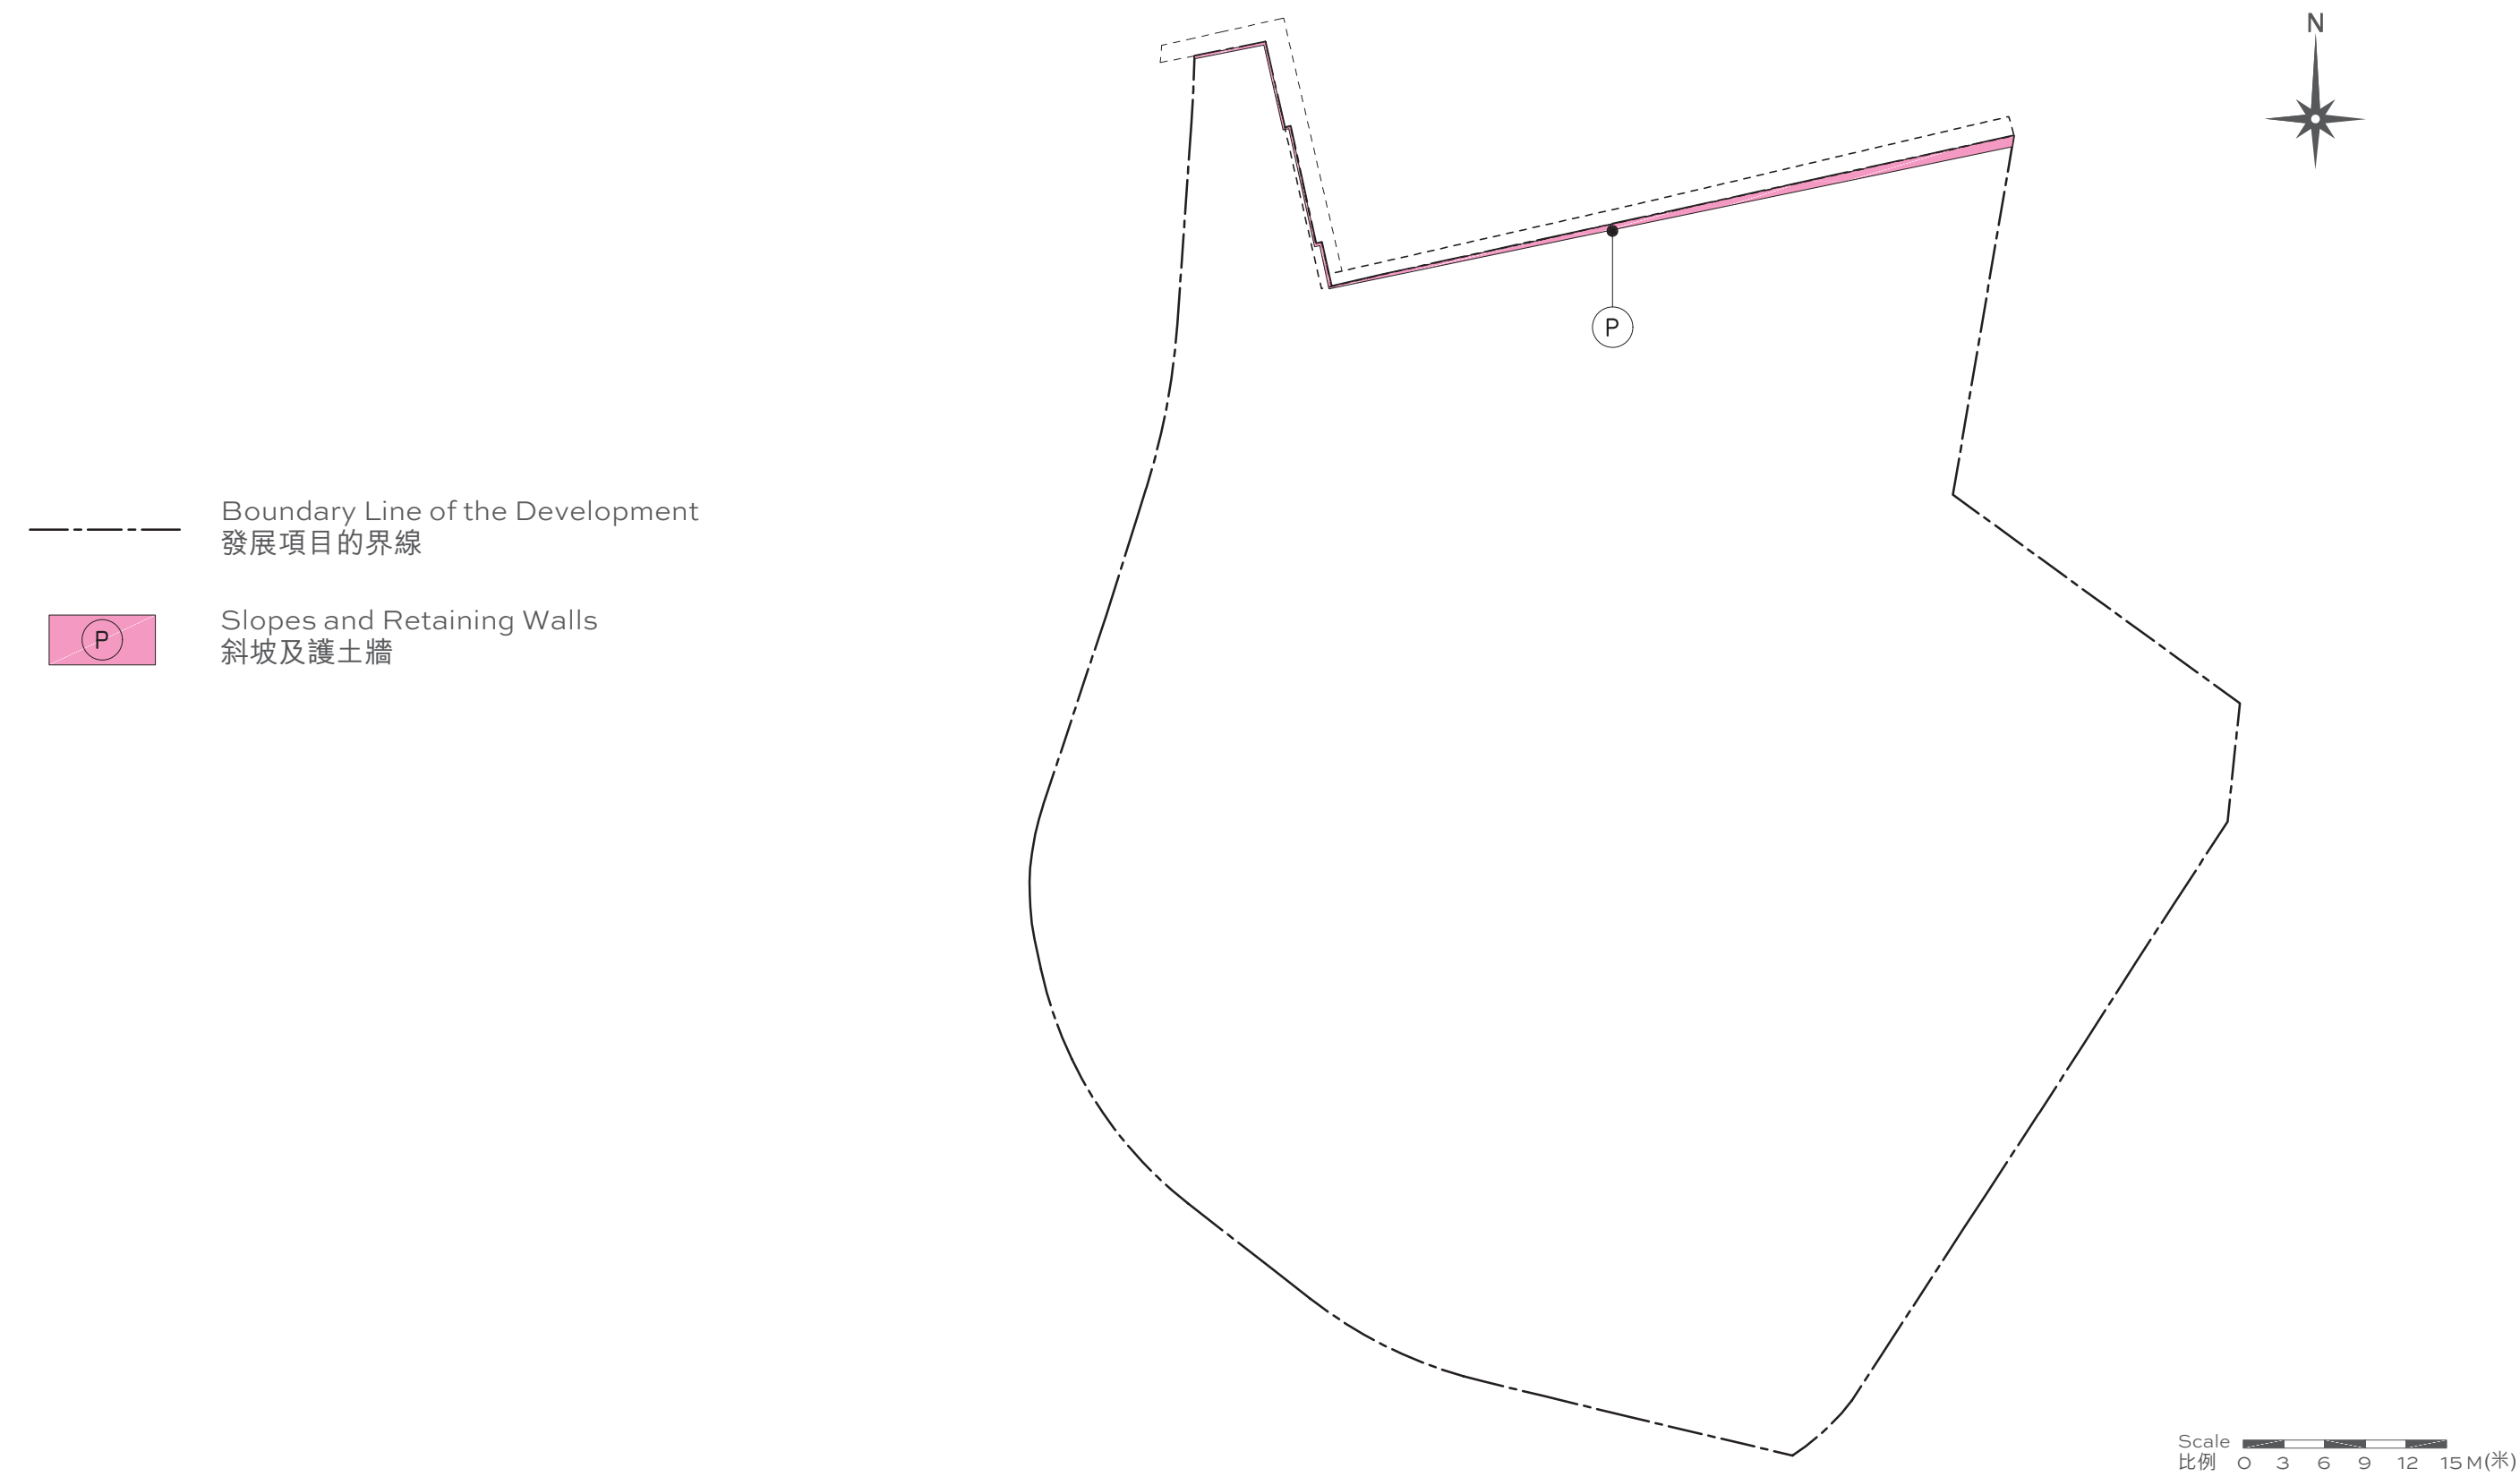 N
P
Boundary Line of the Development
發展項目的界線
P
Slopes and Retaining Walls
斜坡及護土牆
Scale
比例 0 3 6 9 12 15 M(米)